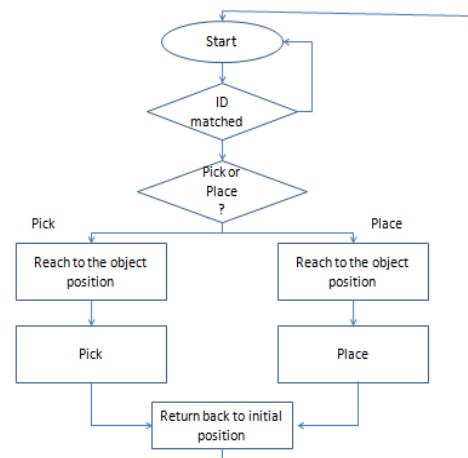 Start
ID
matched
Pick or
Place
?
Pick
Place
Reach to the object
position
Reach to the object
position
Pick
Place
Return back to initial
position